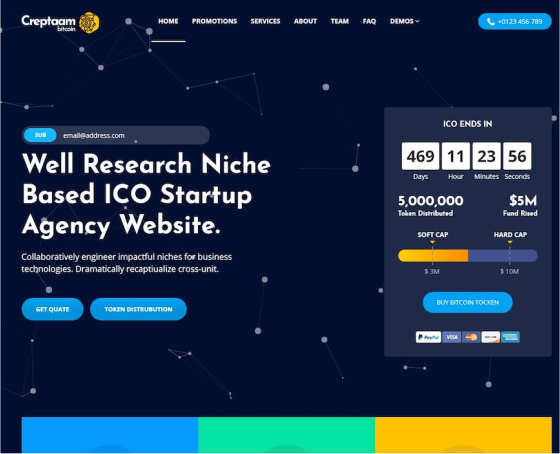 Creptaam
bitcoin
HOME PROMOTIONS SERVICES ABOUT TEAM FAQ DEMOS
+0123 456 789
SUB email@address.com
Well Research Niche
Based ICO Startup
Agency Website.
Collaboratively engineer impactful niches for business
technologies. Dramatically recaptiualize cross-unit.
GET QUATE TOKEN DISTRUBUTION
ICO ENDS IN
469 11 23 56
Days Hour Minutes Seconds
5,000,000 $5M
Token Distributed Fund Rised
SOFT CAP HARD CAP
$ 3M $ 10M
BUY BITCOIN TOCKEN
PayPal VISA